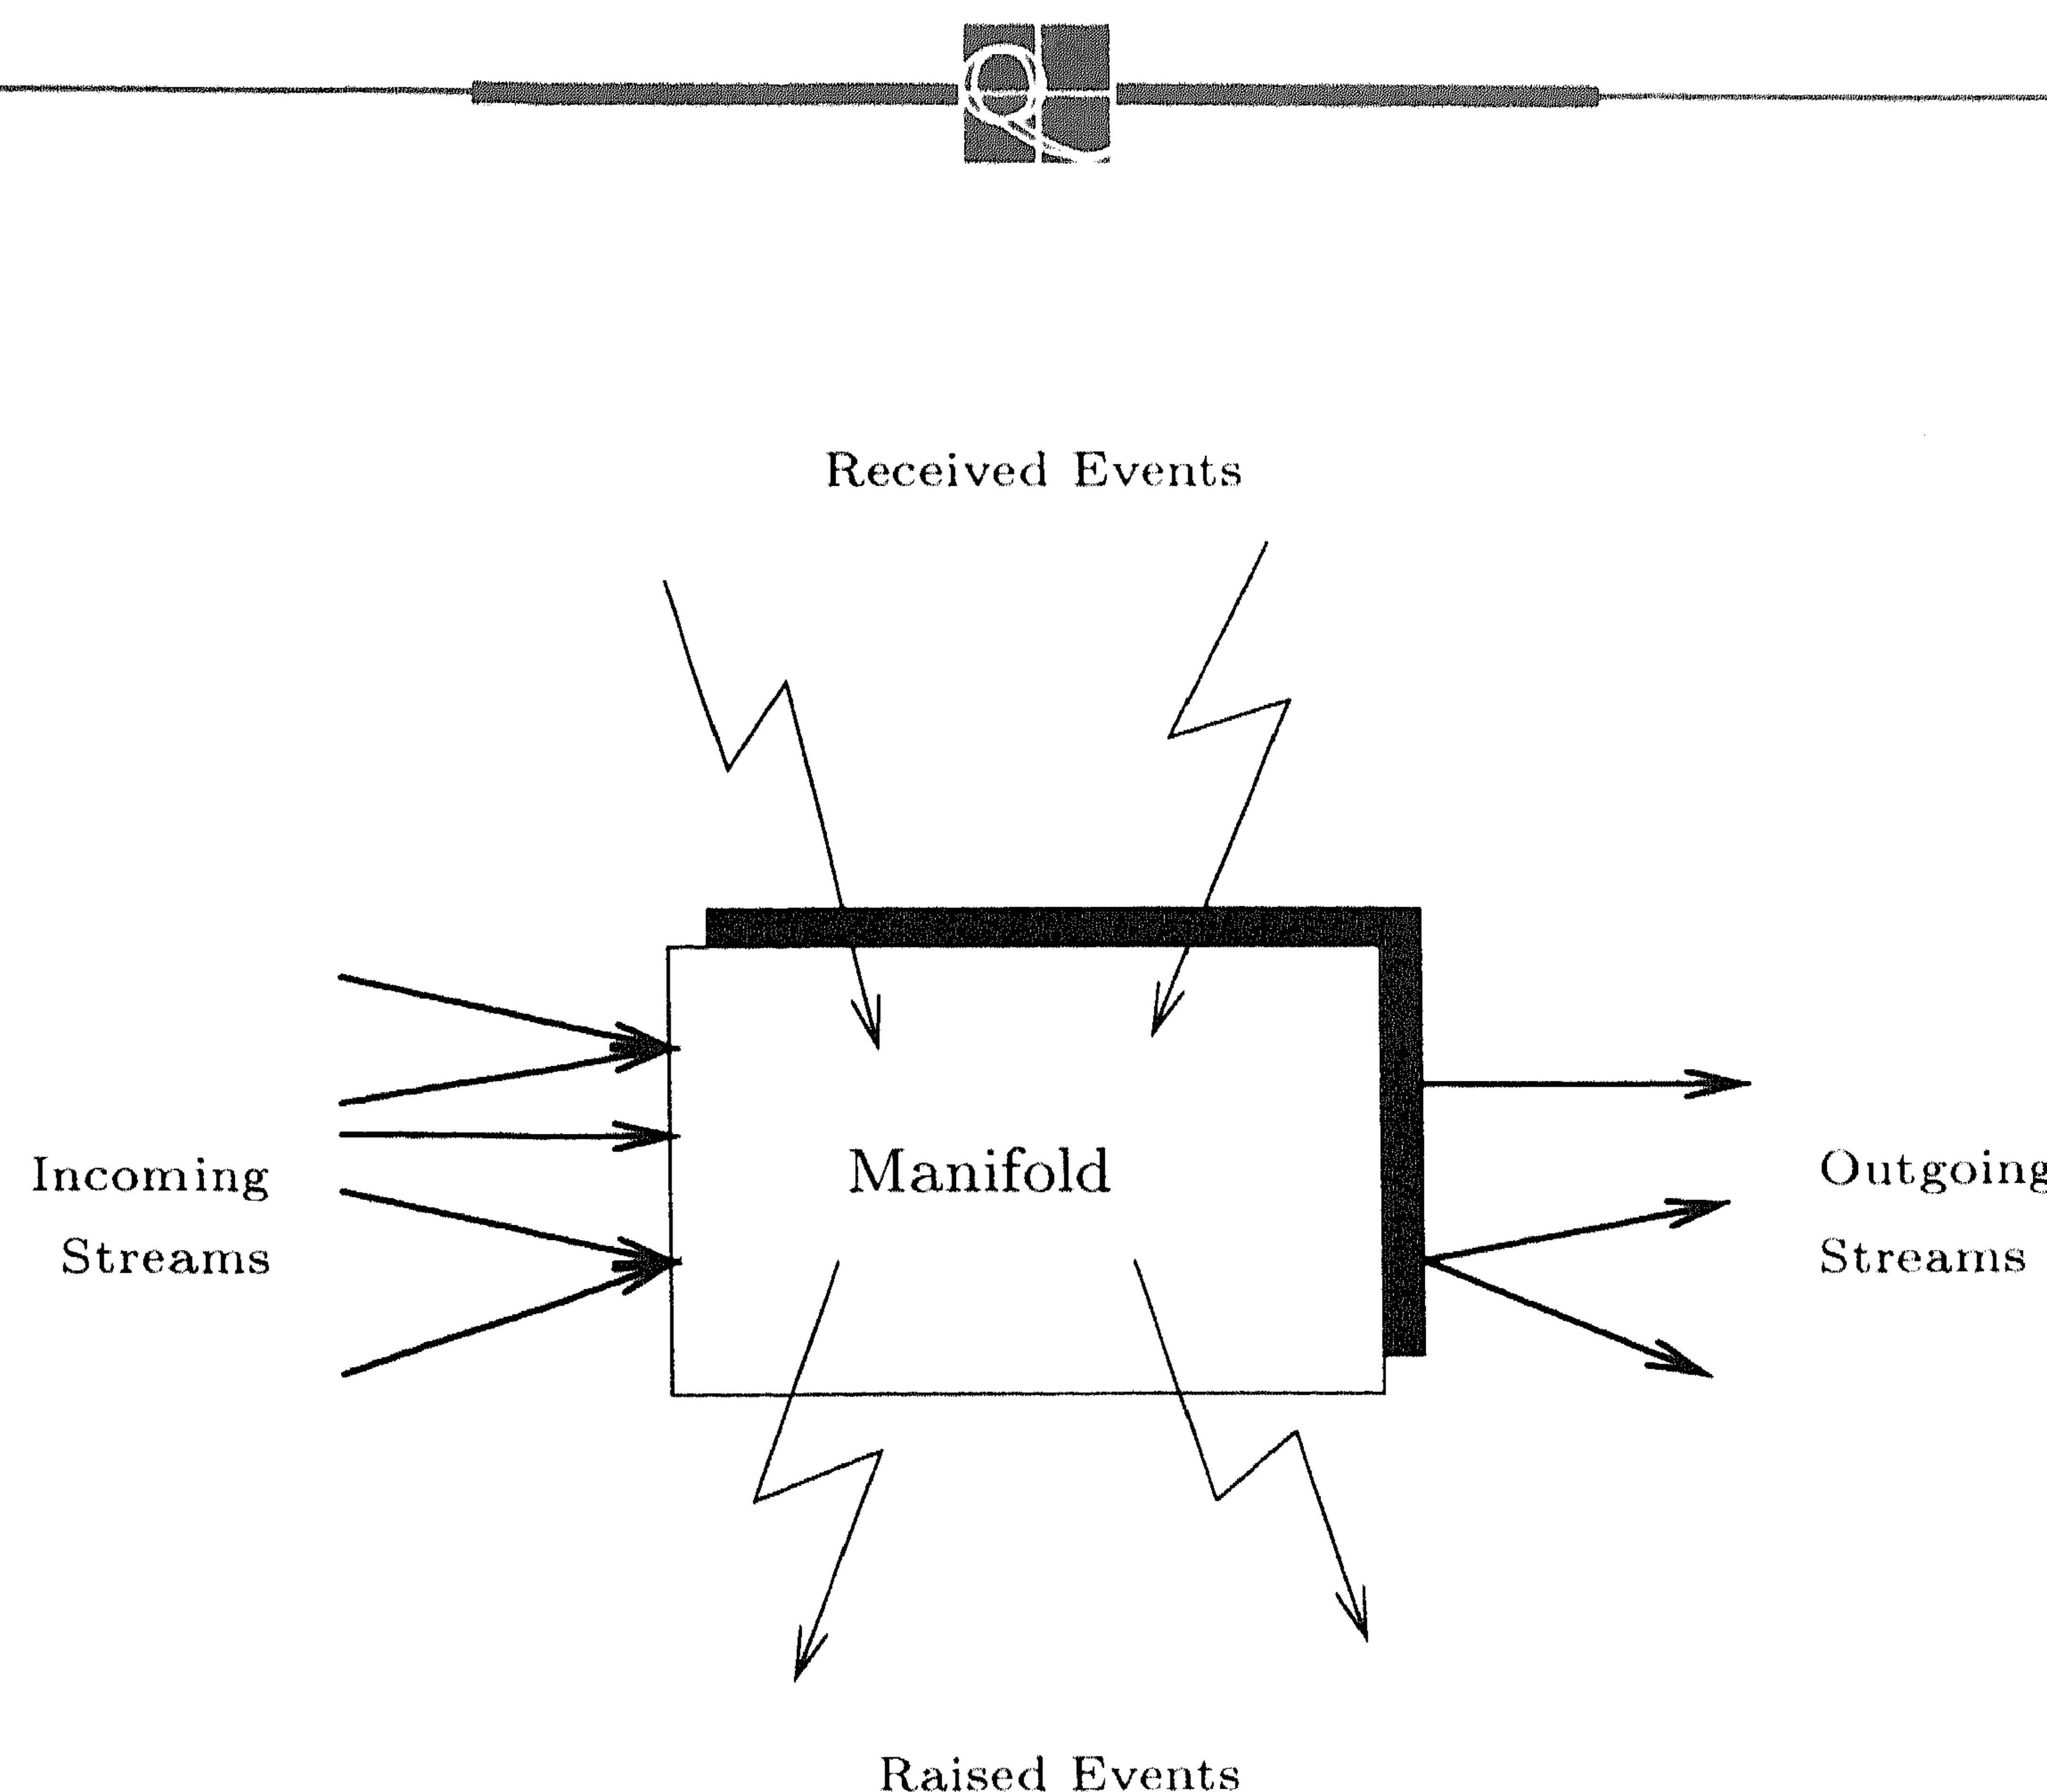 Received Events
Manifold
Incoming
Streams
Outgoing
Streams
Raised Events